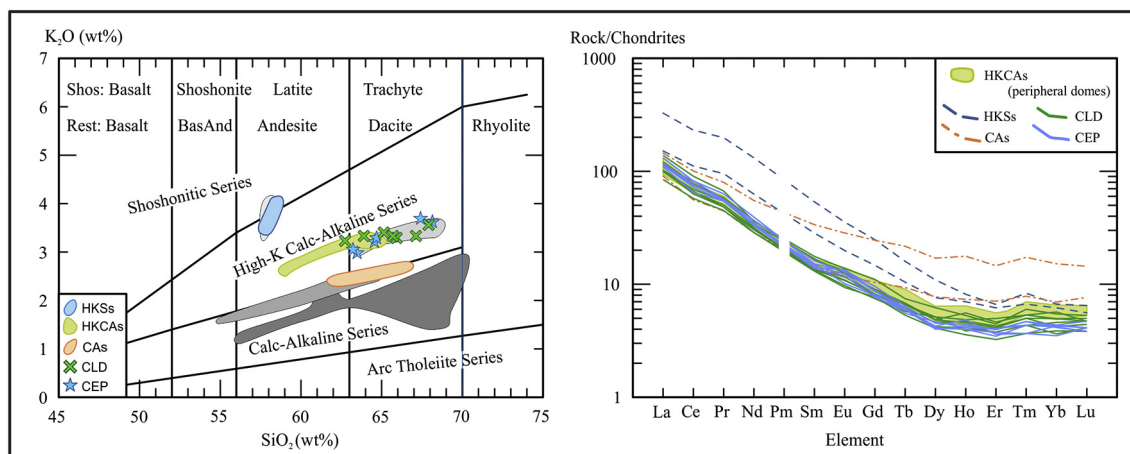 K₂O (wt%)
7
6
5
4
3
2
1
0
Shos: Basalt
Shoshonite
Latite
Trachyte
Rest: Basalt
BasAnd
Andesite
Dacite
Rhyolite
Shoshonitic Series
High-K Calc-Alkaline Series
Calc-Alkaline Series
Arc Tholeiite Series
HKSs
HKCAs
CAs
CLD
CEP
45 50 55 60 65 70 75
SiO₂(wt%)
Rock/Chondrites
1000
100
10
1
HKCAs
(peripheral domes)
HKSs
CLD
CAs
CEP
La Ce Pr Nd Pm Sm Eu Gd Tb Dy Ho Er Tm Yb Lu
Element